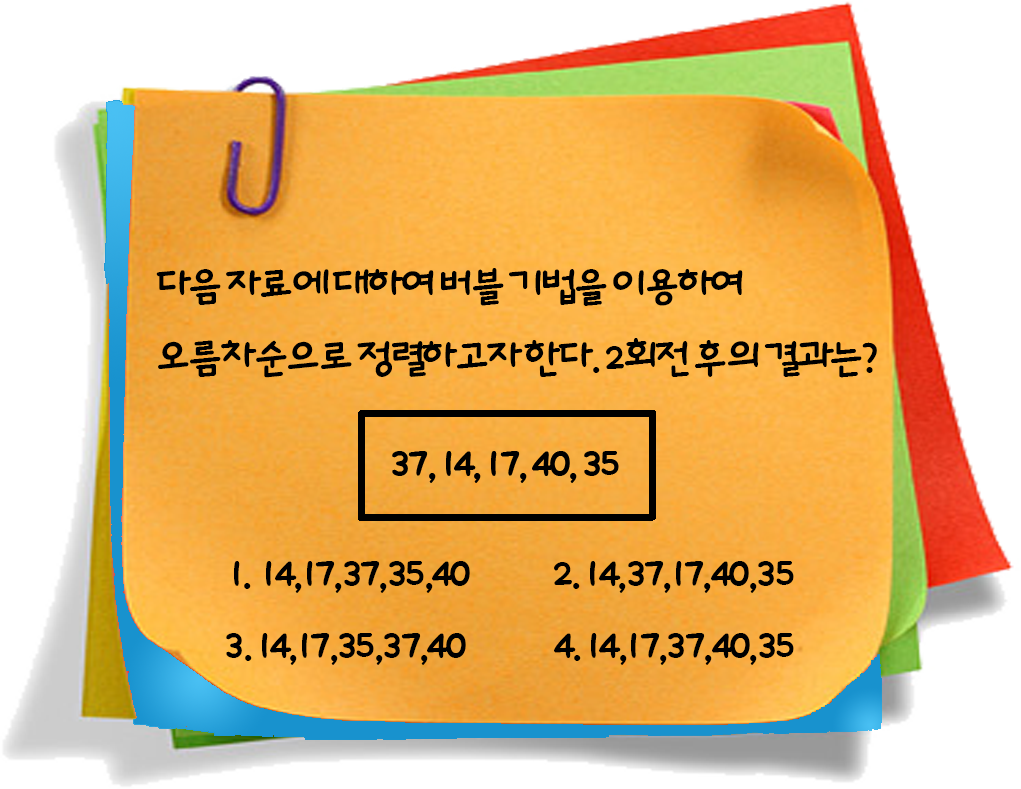 다음 자료에대하여 버블 기법을 이용하여
오름차순으로 정렬하고자 한다. 2회전 후의 결과는?
37, 14, 17, 40, 35
1. 14,17,37,35,40 2. 14,37,17,40,35
3. 14,17,35,37,40 4. 14,17,37,40,35